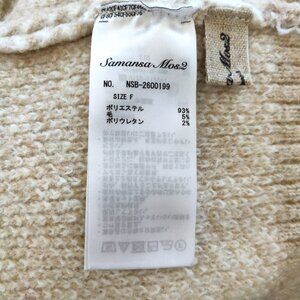 Samansa Mos2
NO. NSB-2600199
SIZE F
ポリエステル 93%
毛 5%
ポリウレタン 2%
Mos2